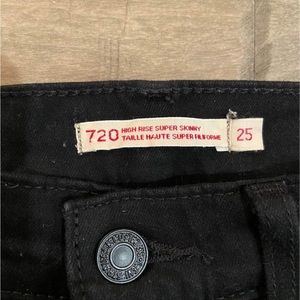 720 HIGH RISE SUPER SKINNY
TAILLE HAUTE SUPER FILIFORME
25